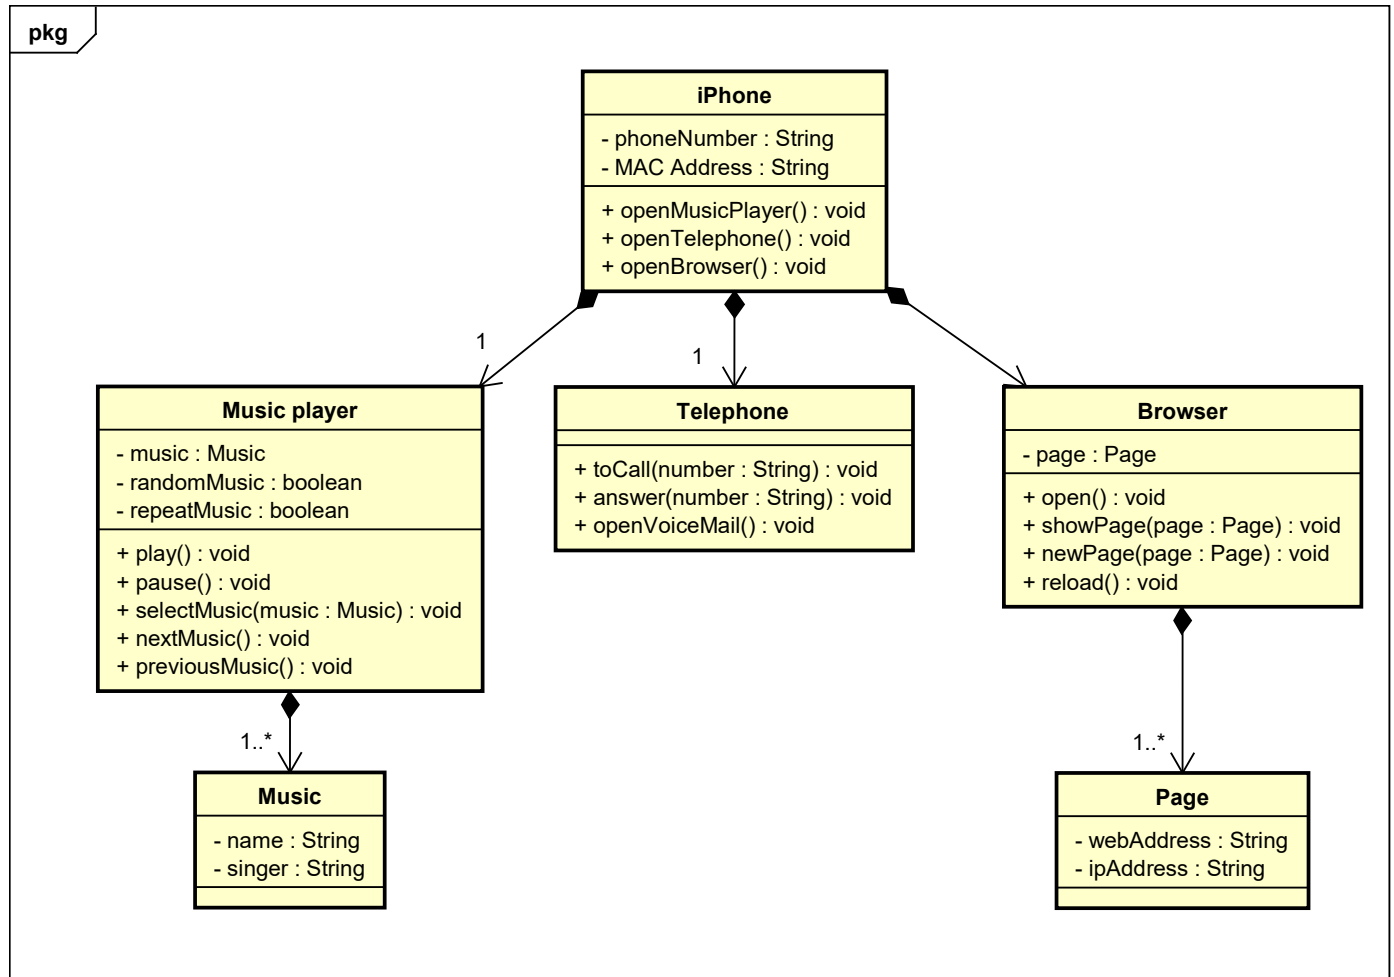 pkg
iPhone
- phoneNumber : String
- MAC Address : String
+ openMusicPlayer() : void
+ openTelephone() : void
+ openBrowser() : void
1
1
Music player
- music : Music
- randomMusic : boolean
- repeatMusic : boolean
+ play() : void
+ pause() : void
+ selectMusic(music : Music) : void
+ nextMusic() : void
+ previousMusic() : void
Telephone
+ toCall(number : String) : void
+ answer(number : String) : void
+ openVoiceMail() : void
Browser
- page : Page
+ open() : void
+ showPage(page : Page) : void
+ newPage(page : Page) : void
+ reload() : void
1..*
1..*
Music
- name : String
- singer : String
Page
- webAddress : String
- ipAddress : String